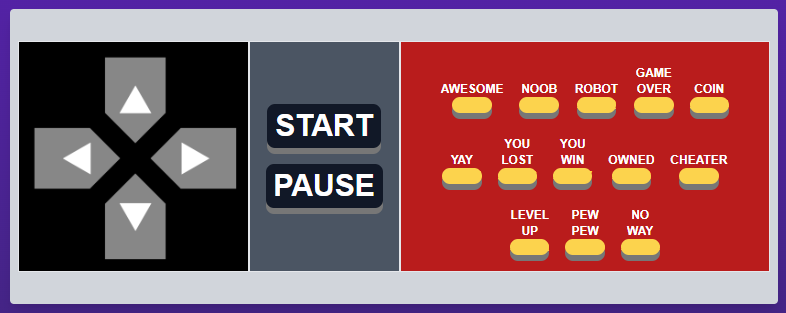 START
PAUSE
AWESOME NOOB ROBOT GAME OVER COIN
YAY YOU LOST YOU WIN OWNED CHEATER
LEVEL UP PEW PEW NO WAY